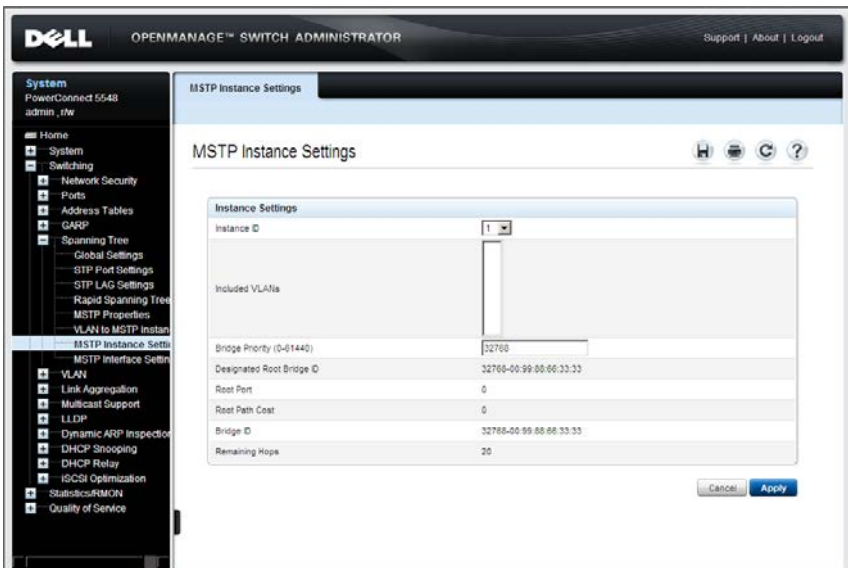 DELL
OPENMANAGE™ SWITCH ADMINISTRATOR
Support | About | Logout
System
PowerConnect 5548
admin , r/w
Home
System
Switching
Network Security
Ports
Address Tables
GARP
Spanning Tree
Global Settings
STP Port Settings
STP LAG Settings
Rapid Spanning Tree
MSTP Properties
VLAN to MSTP Instan
MSTP Instance Setti
MSTP Interface Settin
VLAN
Link Aggregation
Multicast Support
LLDP
Dynamic ARP Inspection
DHCP Snooping
DHCP Relay
iSCSI Optimization
Statistics/RMON
Quality of Service
MSTP Instance Settings
MSTP Instance Settings
Instance Settings
Instance ID 1
Included VLANs
Bridge Priority (0-61440) 32768
Designated Root Bridge ID 32768-00:99:88:66:33:33
Root Port 0
Root Path Cost 0
Bridge ID 32768-00:99:88:66:33:33
Remaining Hops 20
Cancel Apply